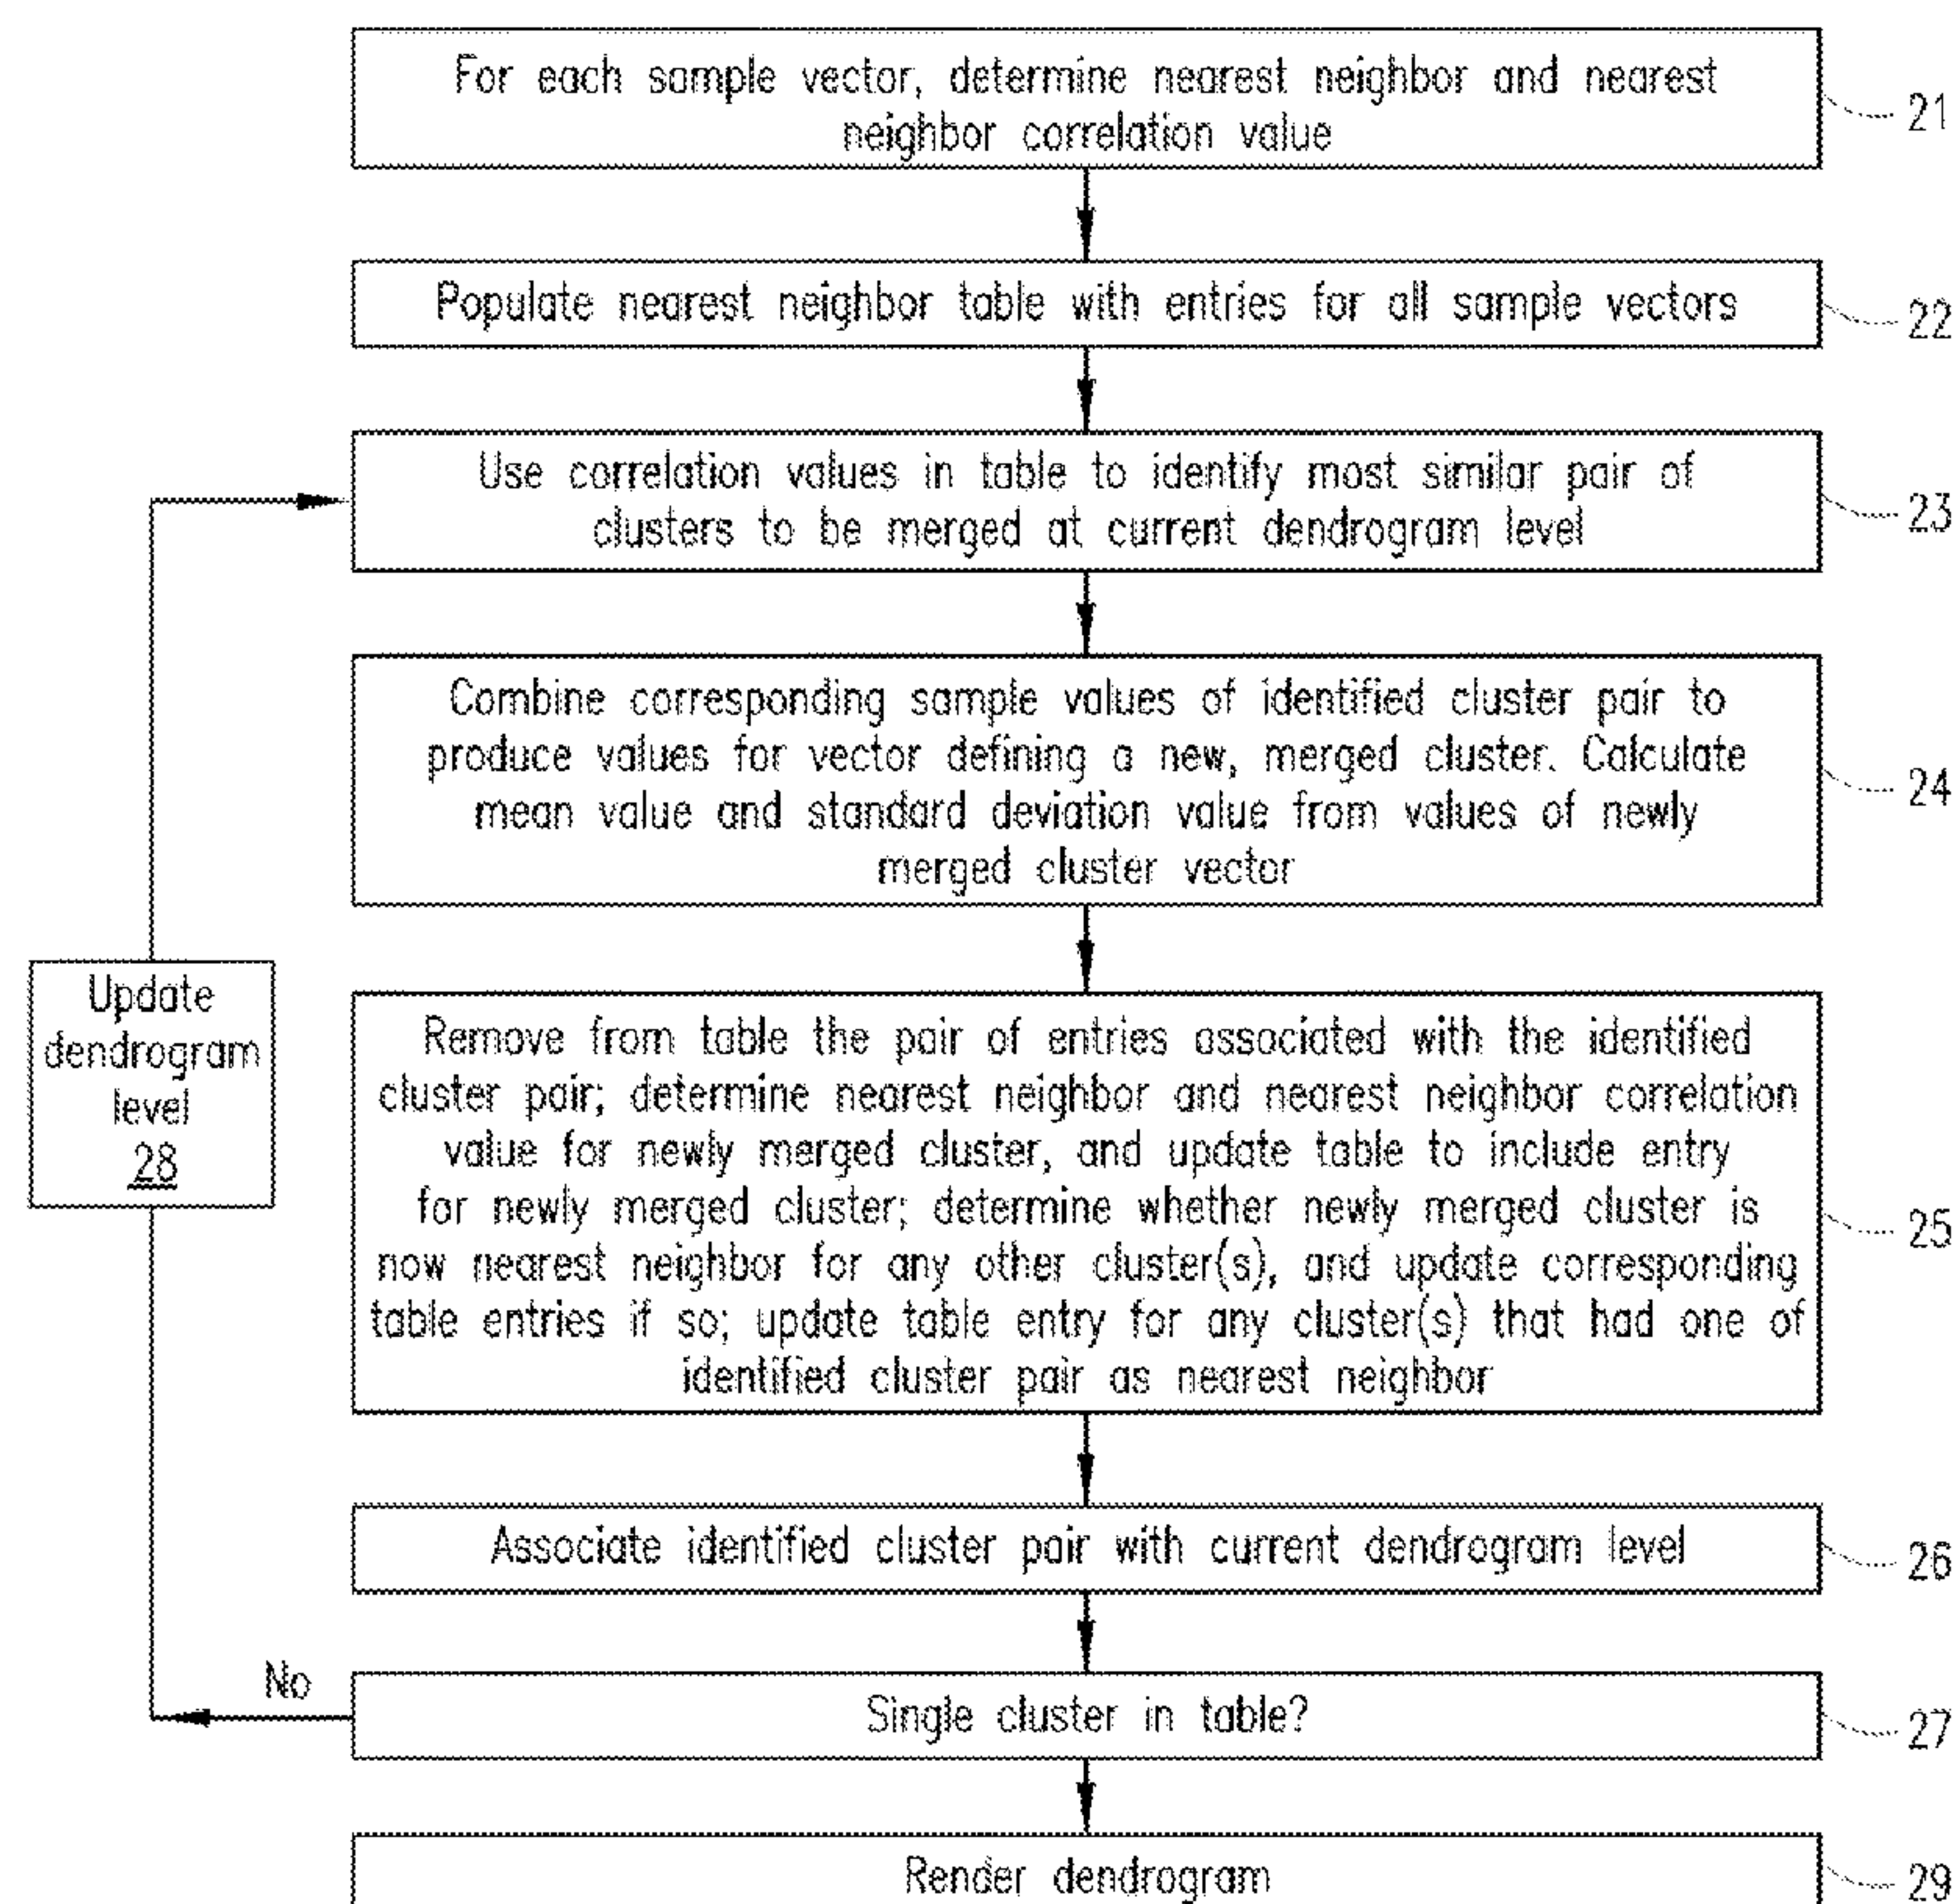 For each sample vector, determine nearest neighbor and nearest
neighbor correlation value
21
Populate nearest neighbor table with entries for all sample vectors
22
Use correlation values in table to identify most similar pair of
clusters to be merged at current dendrogram level
23
Combine corresponding sample values of identified cluster pair to
produce values for vector defining a new, merged cluster. Calculate
mean value and standard deviation value from values of newly
merged cluster vector
24
Update
dendrogram
level
28
Remove from table the pair of entries associated with the identified
cluster pair; determine nearest neighbor and nearest neighbor correlation
value for newly merged cluster, and update table to include entry
for newly merged cluster; determine whether newly merged cluster is
now nearest neighbor for any other cluster(s), and update corresponding
table entries if so; update table entry for any cluster(s) that had one of
identified cluster pair as nearest neighbor
25
Associate identified cluster pair with current dendrogram level
26
No
Single cluster in table?
27
Render dendrogram
29